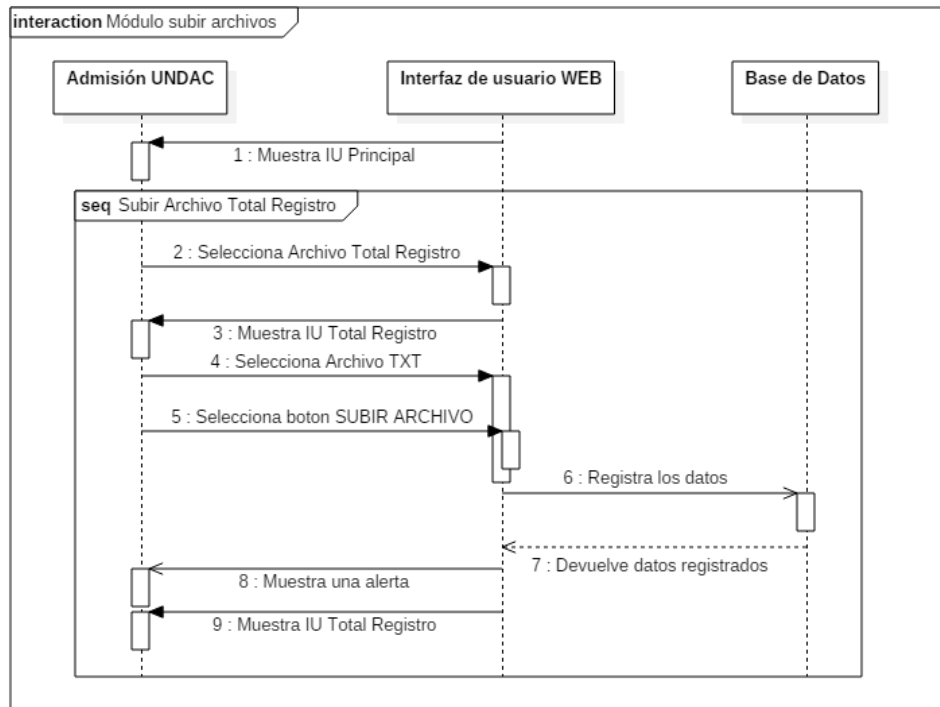 interaction Módulo subir archivos
Admisión UNDAC
Interfaz de usuario WEB
Base de Datos
1 : Muestra IU Principal
seq Subir Archivo Total Registro
2 : Selecciona Archivo Total Registro
3 : Muestra IU Total Registro
4 : Selecciona Archivo TXT
5 : Selecciona boton SUBIR ARCHIVO
6 : Registra los datos
7 : Devuelve datos registrados
8 : Muestra una alerta
9 : Muestra IU Total Registro